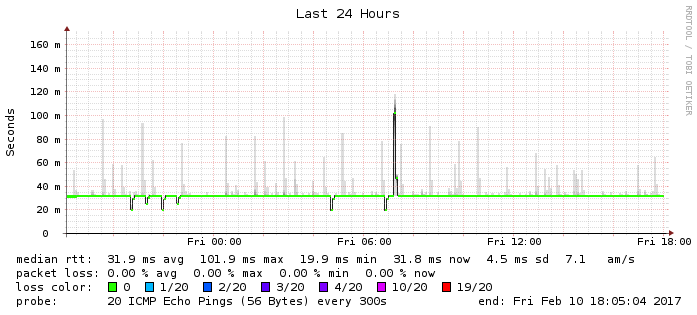 Last 24 Hours
RRDTOOL / TOBI OETIKER
Seconds
160 m
140 m
120 m
100 m
80 m
60 m
40 m
20 m
0
Fri 00:00 Fri 06:00 Fri 12:00 Fri 18:00
median rtt: 31.9 ms avg 101.9 ms max 19.9 ms min 31.8 ms now 4.5 ms sd 7.1 am/s
packet loss: 0.00 % avg 0.00 % max 0.00 % min 0.00 % now
loss color: 0 1/20 2/20 3/20 4/20 10/20 19/20
probe: 20 ICMP Echo Pings (56 Bytes) every 300s end: Fri Feb 10 18:05:04 2017